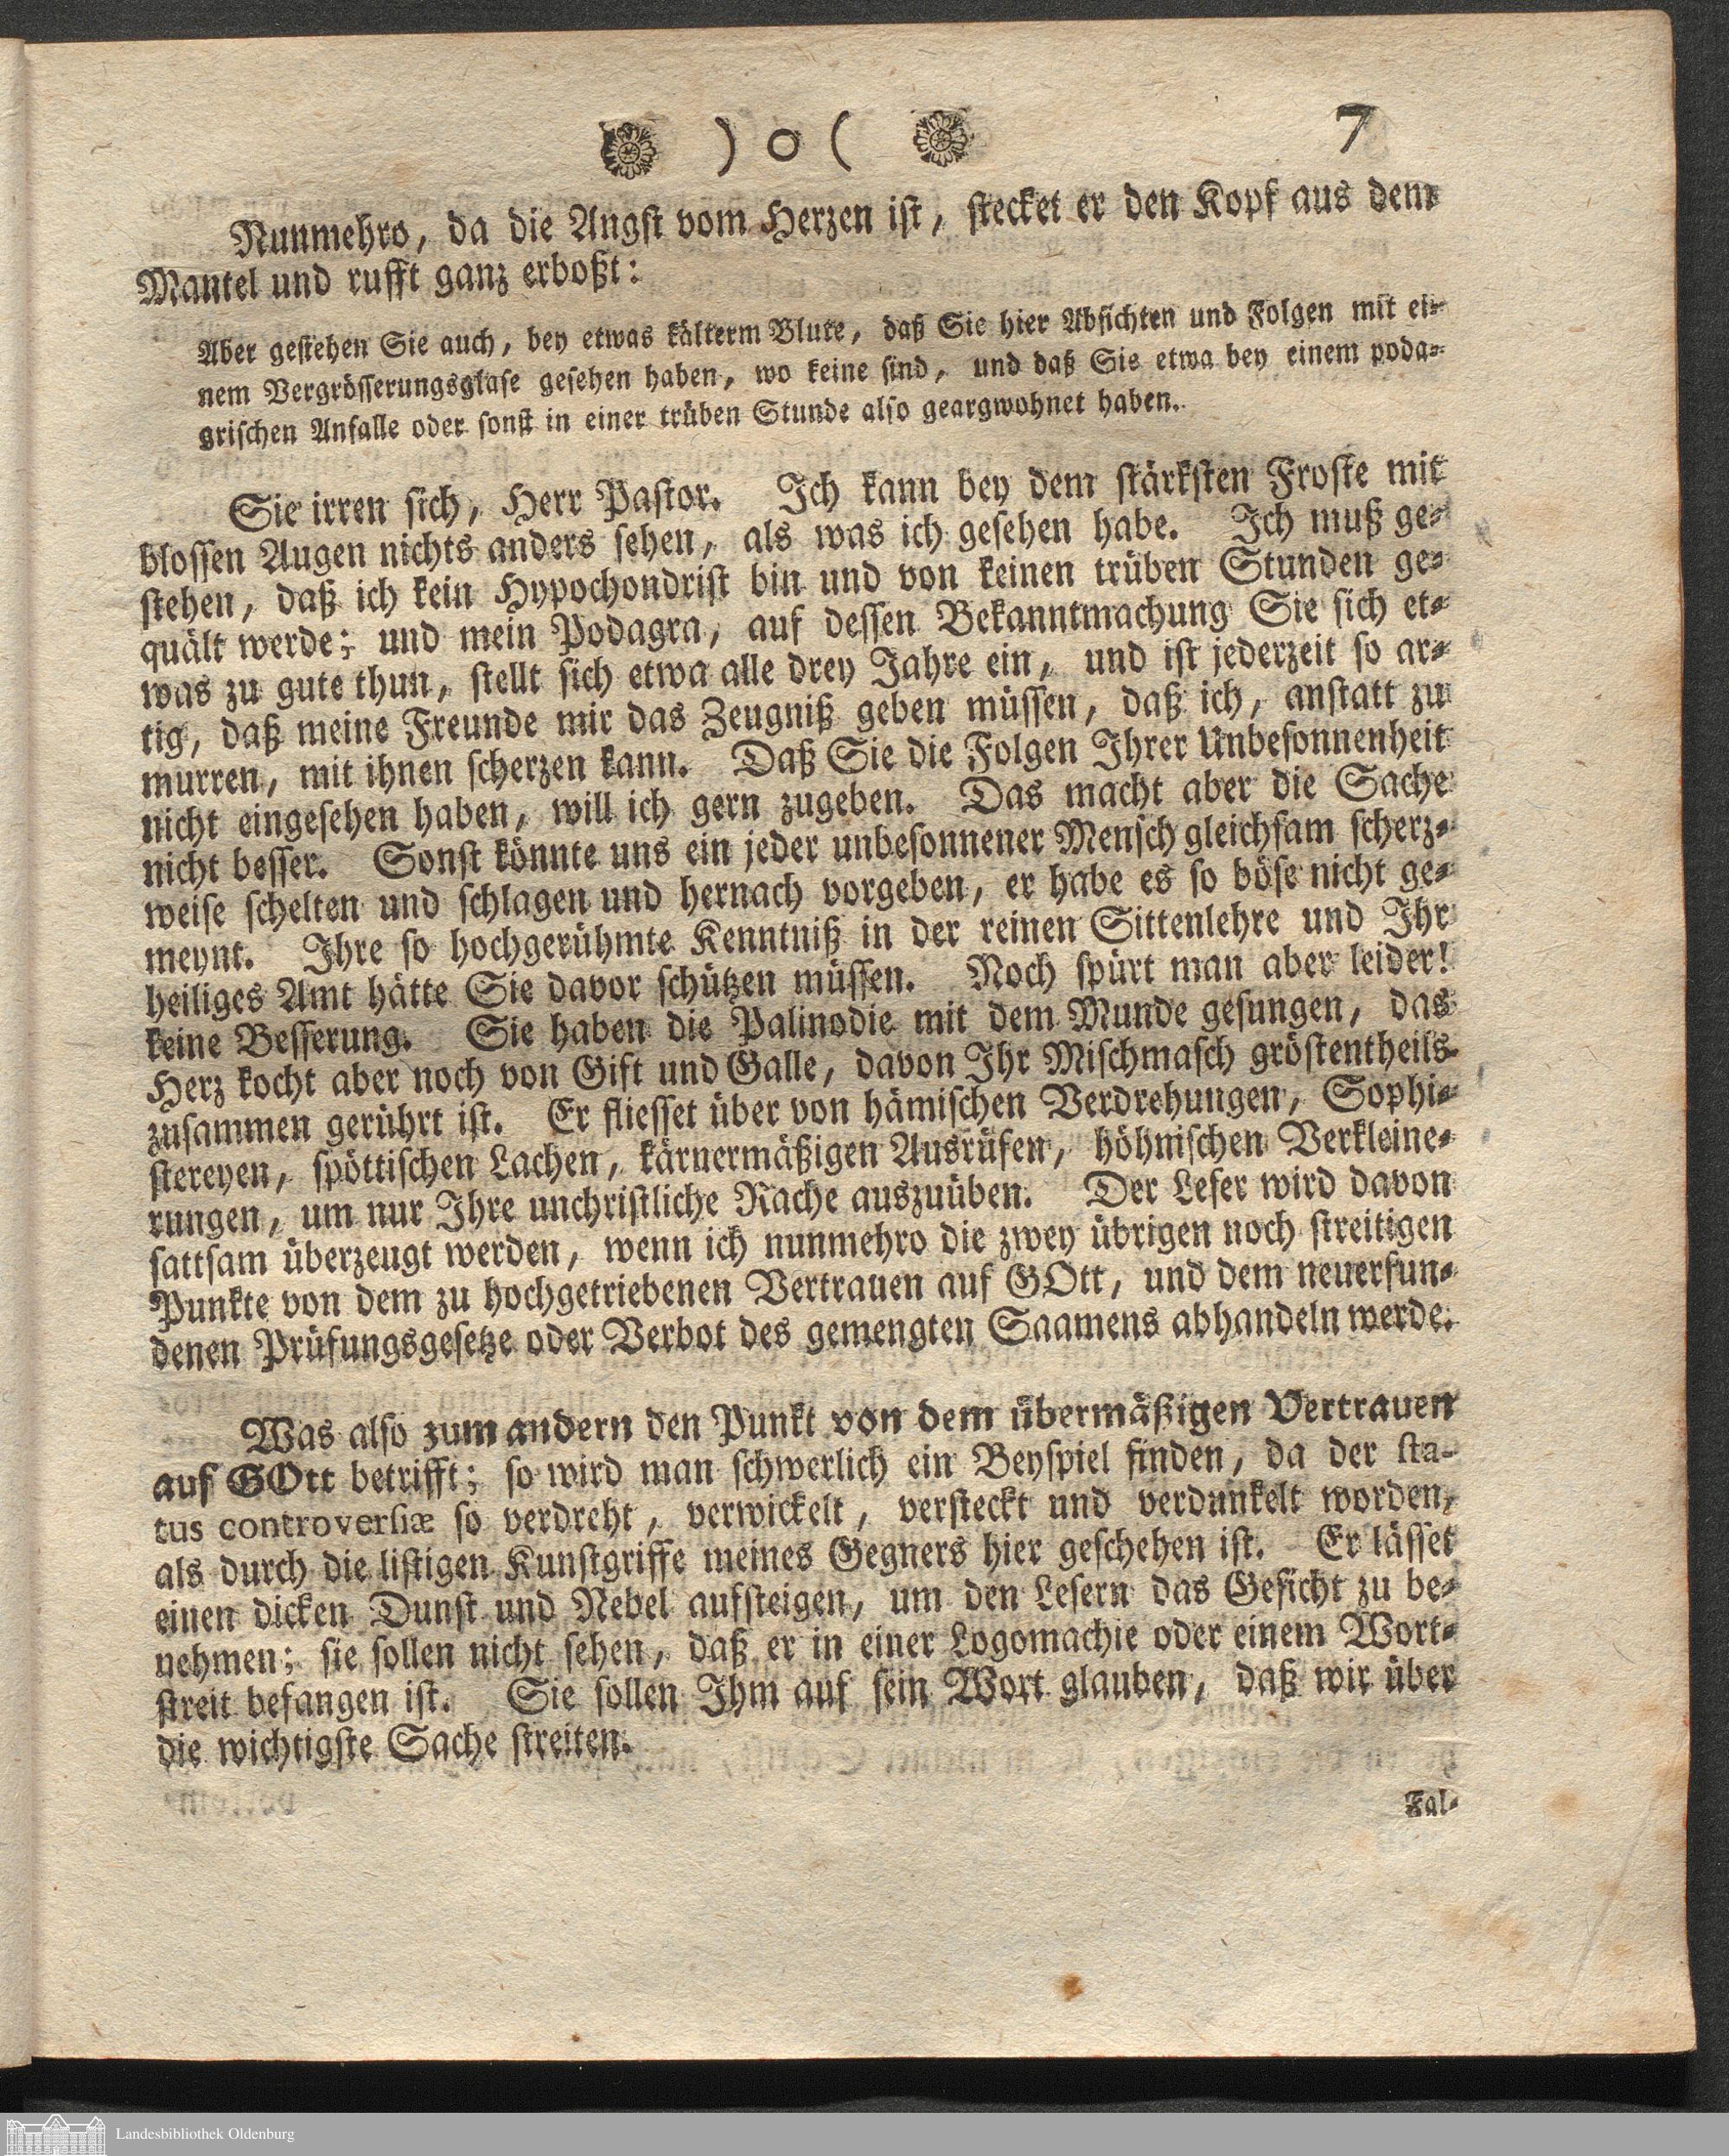 ) o ( 7
Nunmehro, da die Angst vom Herzen ist, stecket er den Kopf aus dem
Mantel und rufft ganz erboßt:
Aber gestehen Sie auch, bey etwas kälterm Blute, daß Sie hier Absichten und Folgen mit ei-
nem Vergrösserungsglase gesehen haben, wo keine sind, und daß Sie etwa bey einem poda-
grischen Anfalle oder sonst in einer trüben Stunde also geargwohnet haben.
Sie irren sich, Herr Pastor. Ich kann bey dem stärksten Froste mit
blossen Augen nichts anders sehen, als was ich gesehen habe. Ich muß ge-
stehen, daß ich kein Hypochondrist bin und von keinen trüben Stunden ge-
quält werde; und mein Podagra, auf dessen Bekanntmachung Sie sich et-
was zu gute thun, stellt sich etwa alle drey Jahre ein, und ist jederzeit so ar-
tig, daß meine Freunde mir das Zeugniß geben müssen, daß ich, anstatt zu
murren, mit ihnen scherzen kann. Daß Sie die Folgen Ihrer Unbesonnenheit
nicht eingesehen haben, will ich gern zugeben. Das macht aber die Sache
nicht besser. Sonst könnte uns ein jeder unbesonnener Mensch gleichsam scherz-
weise schelten und schlagen und hernach vorgeben, er habe es so böse nicht ge-
meynt. Ihre so hochgerühmte Kenntniß in der reinen Sittenlehre und Ihr
heiliges Amt hätte Sie davor schützen müssen. Noch spürt man aber leider!
keine Besserung. Sie haben die Palinodie mit dem Munde gesungen, das
Herz kocht aber noch von Gift und Galle, davon Ihr Mischmasch gröstentheils
zusammen gerührt ist. Er fliesset über von hämischen Verdrehungen, Sophi-
stereyen, spöttischen Lachen, kärnermäßigen Ausrüfen, höhnischen Verkleine-
rungen, um nur Ihre unchristliche Rache auszuüben. Der Leser wird davon
sattsam überzeugt werden, wenn ich nunmehro die zwey übrigen noch streitigen
Punkte von dem zu hochgetriebenen Vertrauen auf GOtt, und dem neuerfun-
denen Prüfungsgesetze oder Verbot des gemengten Saamens abhandeln werde.
Was also zum andern den Punkt von dem übermäßigen Vertrauen
auf GOtt betrifft; so wird man schwerlich ein Beyspiel finden, da der sta-
tus controversiæ so verdreht, verwickelt, versteckt und verdunkelt worden,
als durch die listigen Kunstgriffe meines Gegners hier geschehen ist. Er lässet
einen dicken Dunst und Nebel aufsteigen, um den Lesern das Gesicht zu be-
nehmen; sie sollen nicht sehen, daß er in einer Logomachie oder einem Wort-
streit befangen ist. Sie sollen Ihm auf sein Wort glauben, daß wir über
die wichtigste Sache streiten.
Fal-
Landesbibliothek Oldenburg